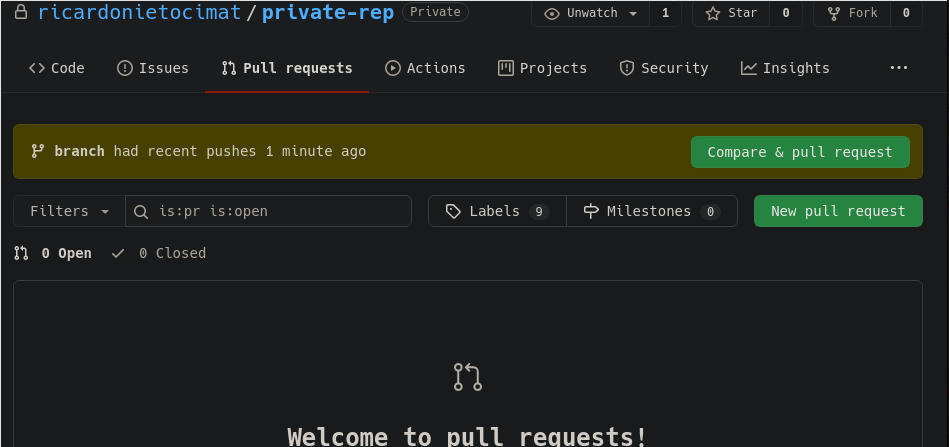 ricardonietocimat / private-rep Private Unwatch 1 Star 0 Fork 0
Code Issues Pull requests Actions Projects Security Insights ...
branch had recent pushes 1 minute ago Compare & pull request
Filters is:pr is:open Labels 9 Milestones 0 New pull request
0 Open 0 Closed
Welcome to pull requests!